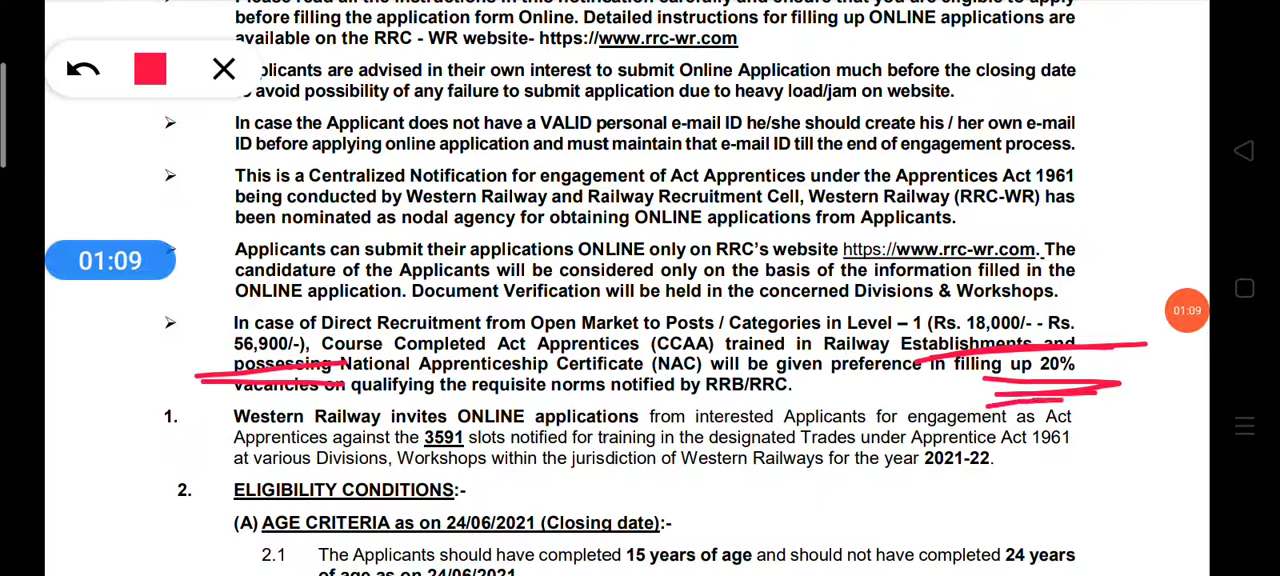 before filling the application form Online. Detailed instructions for filling up ONLINE applications are
available on the RRC - WR website- https://www.rrc-wr.com
plicants are advised in their own interest to submit Online Application much before the closing date
avoid possibility of any failure to submit application due to heavy load/jam on website.
➢ In case the Applicant does not have a VALID personal e-mail ID he/she should create his / her own e-mail
ID before applying online application and must maintain that e-mail ID till the end of engagement process.
➢ This is a Centralized Notification for engagement of Act Apprentices under the Apprentices Act 1961
being conducted by Western Railway and Railway Recruitment Cell, Western Railway (RRC-WR) has
been nominated as nodal agency for obtaining ONLINE applications from Applicants.
01:09
Applicants can submit their applications ONLINE only on RRC's website https://www.rrc-wr.com. The
candidature of the Applicants will be considered only on the basis of the information filled in the
ONLINE application. Document Verification will be held in the concerned Divisions & Workshops.
01:09
➢ In case of Direct Recruitment from Open Market to Posts / Categories in Level – 1 (Rs. 18,000/- - Rs.
56,900/-), Course Completed Act Apprentices (CCAA) trained in Railway Establishments and
possessing National Apprenticeship Certificate (NAC) will be given preference in filling up 20%
vacancies on qualifying the requisite norms notified by RRB/RRC.
1. Western Railway invites ONLINE applications from interested Applicants for engagement as Act
Apprentices against the 3591 slots notified for training in the designated Trades under Apprentice Act 1961
at various Divisions, Workshops within the jurisdiction of Western Railways for the year 2021-22.
2. ELIGIBILITY CONDITIONS:-
(A) AGE CRITERIA as on 24/06/2021 (Closing date):-
2.1 The Applicants should have completed 15 years of age and should not have completed 24 years
of age as on 24/06/2021